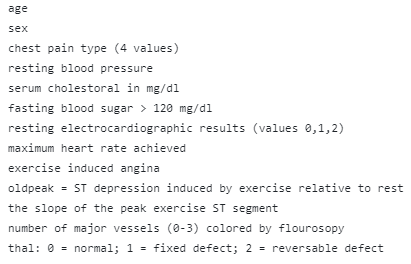 age
sex
chest pain type (4 values)
resting blood pressure
serum cholestoral in mg/dl
fasting blood sugar > 120 mg/dl
resting electrocardiographic results (values 0,1,2)
maximum heart rate achieved
exercise induced angina
oldpeak = ST depression induced by exercise relative to rest
the slope of the peak exercise ST segment
number of major vessels (0-3) colored by flourosopy
thal: 0 = normal; 1 = fixed defect; 2 = reversable defect